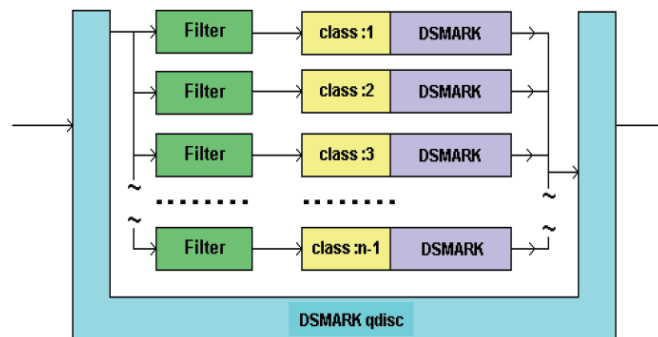 Filter class :1 DSMARK
Filter class :2 DSMARK
Filter class :3 DSMARK
Filter class :n-1 DSMARK
DSMARK qdisc